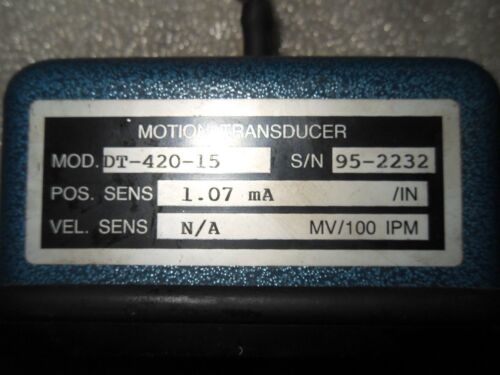 MOTION TRANSDUCER
MOD. DT-420-15 S/N 95-2232
POS. SENS 1.07 mA /IN
VEL. SENS N/A MV/100 IPM